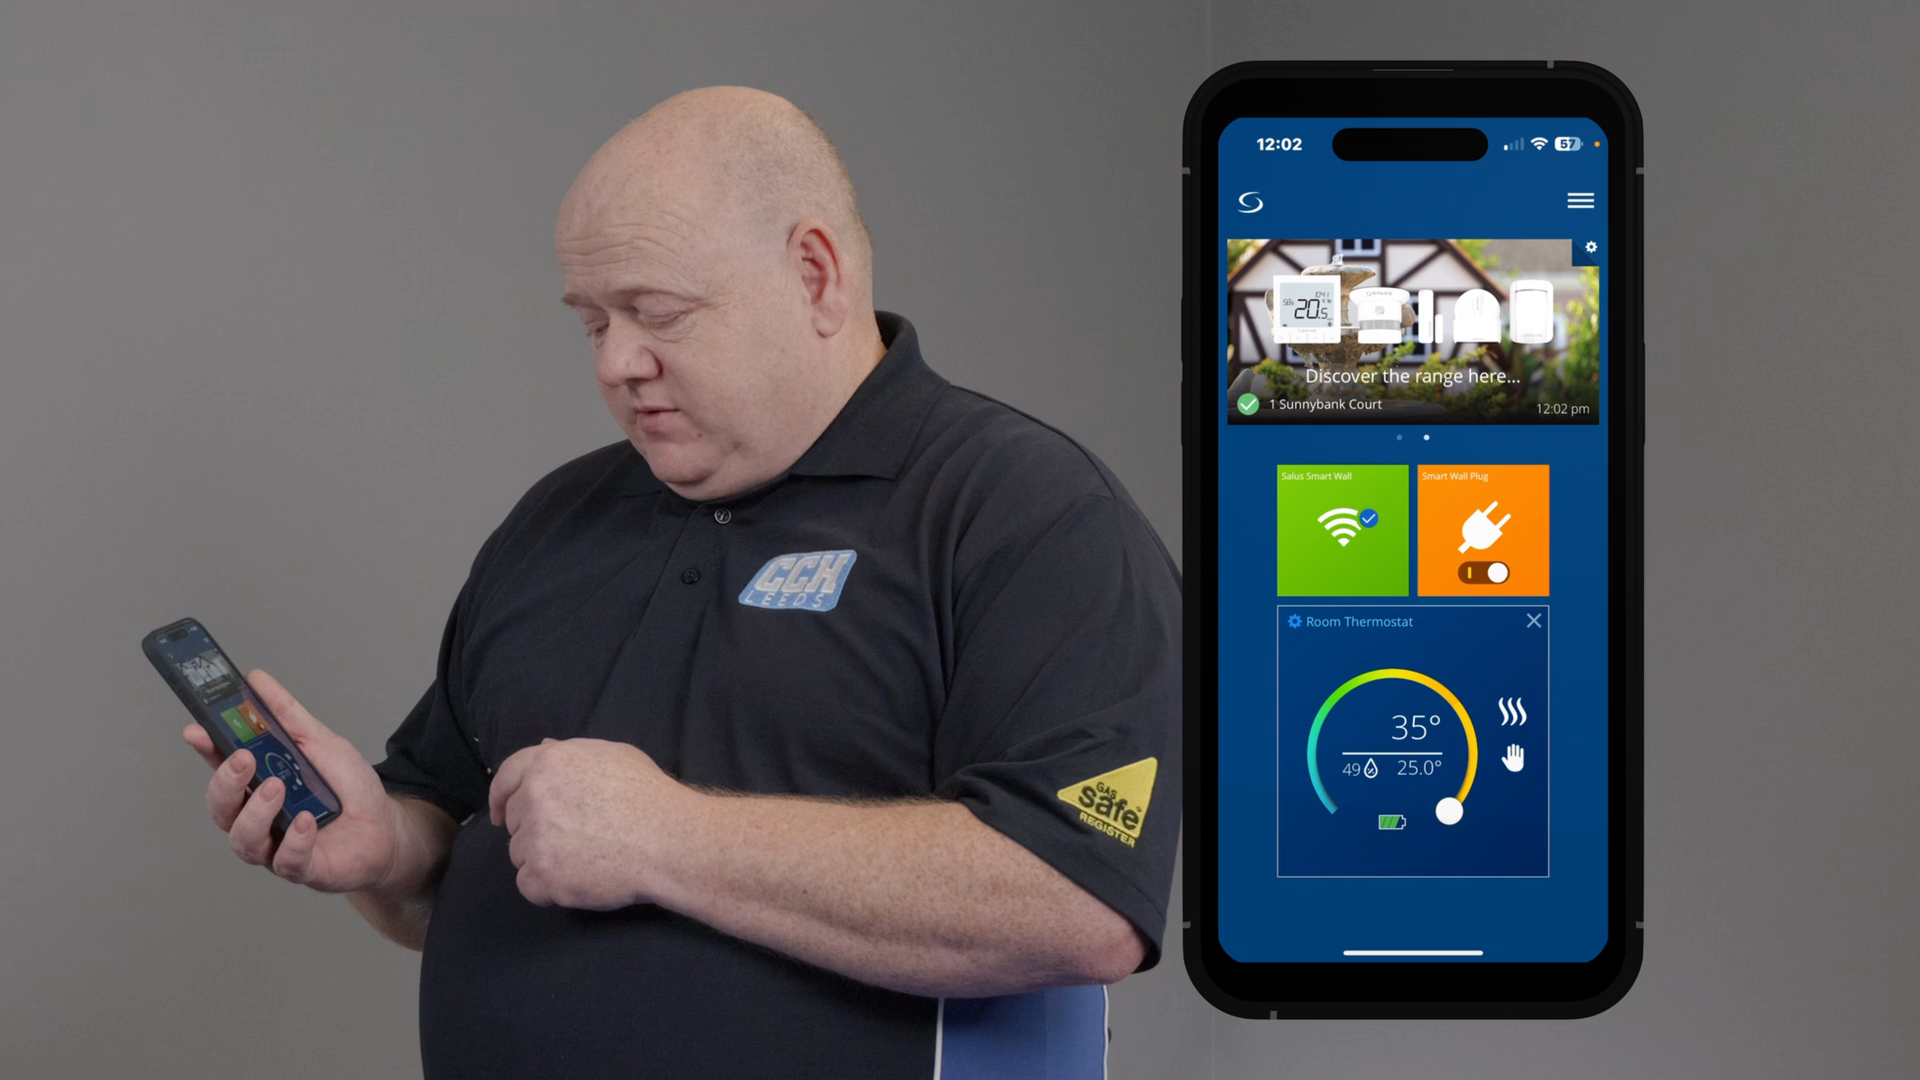 12:02
57
1041
20.5
Discover the range here...
1 Sunnybank Court
12:02 pm
Salus Smart Wall
Smart Wall Plug
Room Thermostat
35°
49
25.0°
CCH
LEEDS
GAS
safe
REGISTER